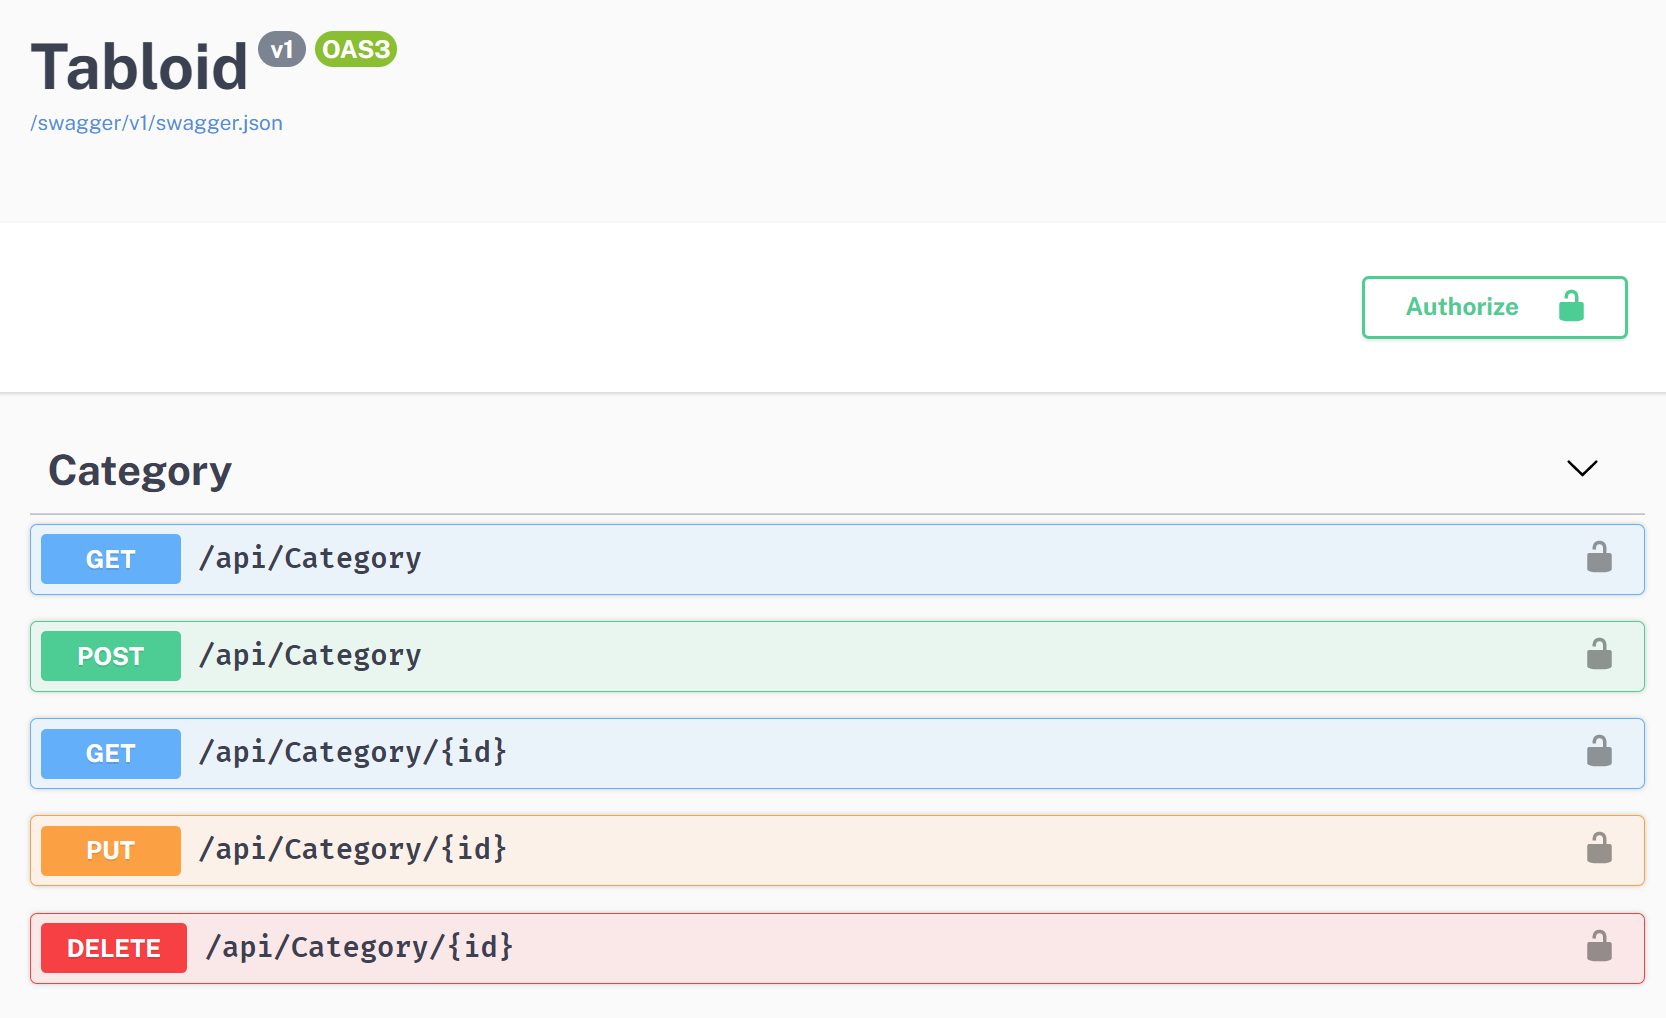 Tabloid v1 OAS3
/swagger/v1/swagger.json
Authorize
Category
GET /api/Category
POST /api/Category
GET /api/Category/{id}
PUT /api/Category/{id}
DELETE /api/Category/{id}